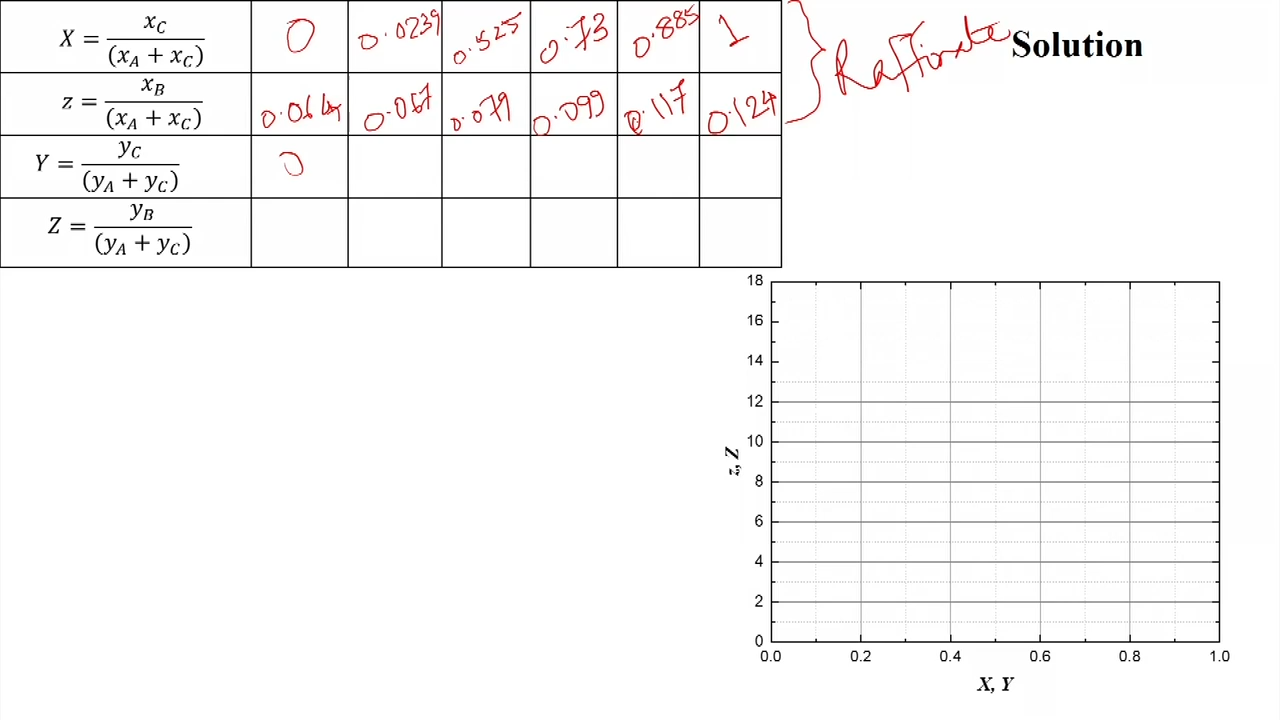 Solution
X = x_C / (x_A + x_C) 0 0.0239 0.525 0.73 0.885 1
z = x_B / (x_A + x_C) 0.064 0.067 0.079 0.099 0.117 0.124
Raffinate
Y = y_C / (y_A + y_C) 0
Z = y_B / (y_A + y_C)
18
16
14
12
10
8
6
4
2
0
z, Z
0.0 0.2 0.4 0.6 0.8 1.0
X, Y